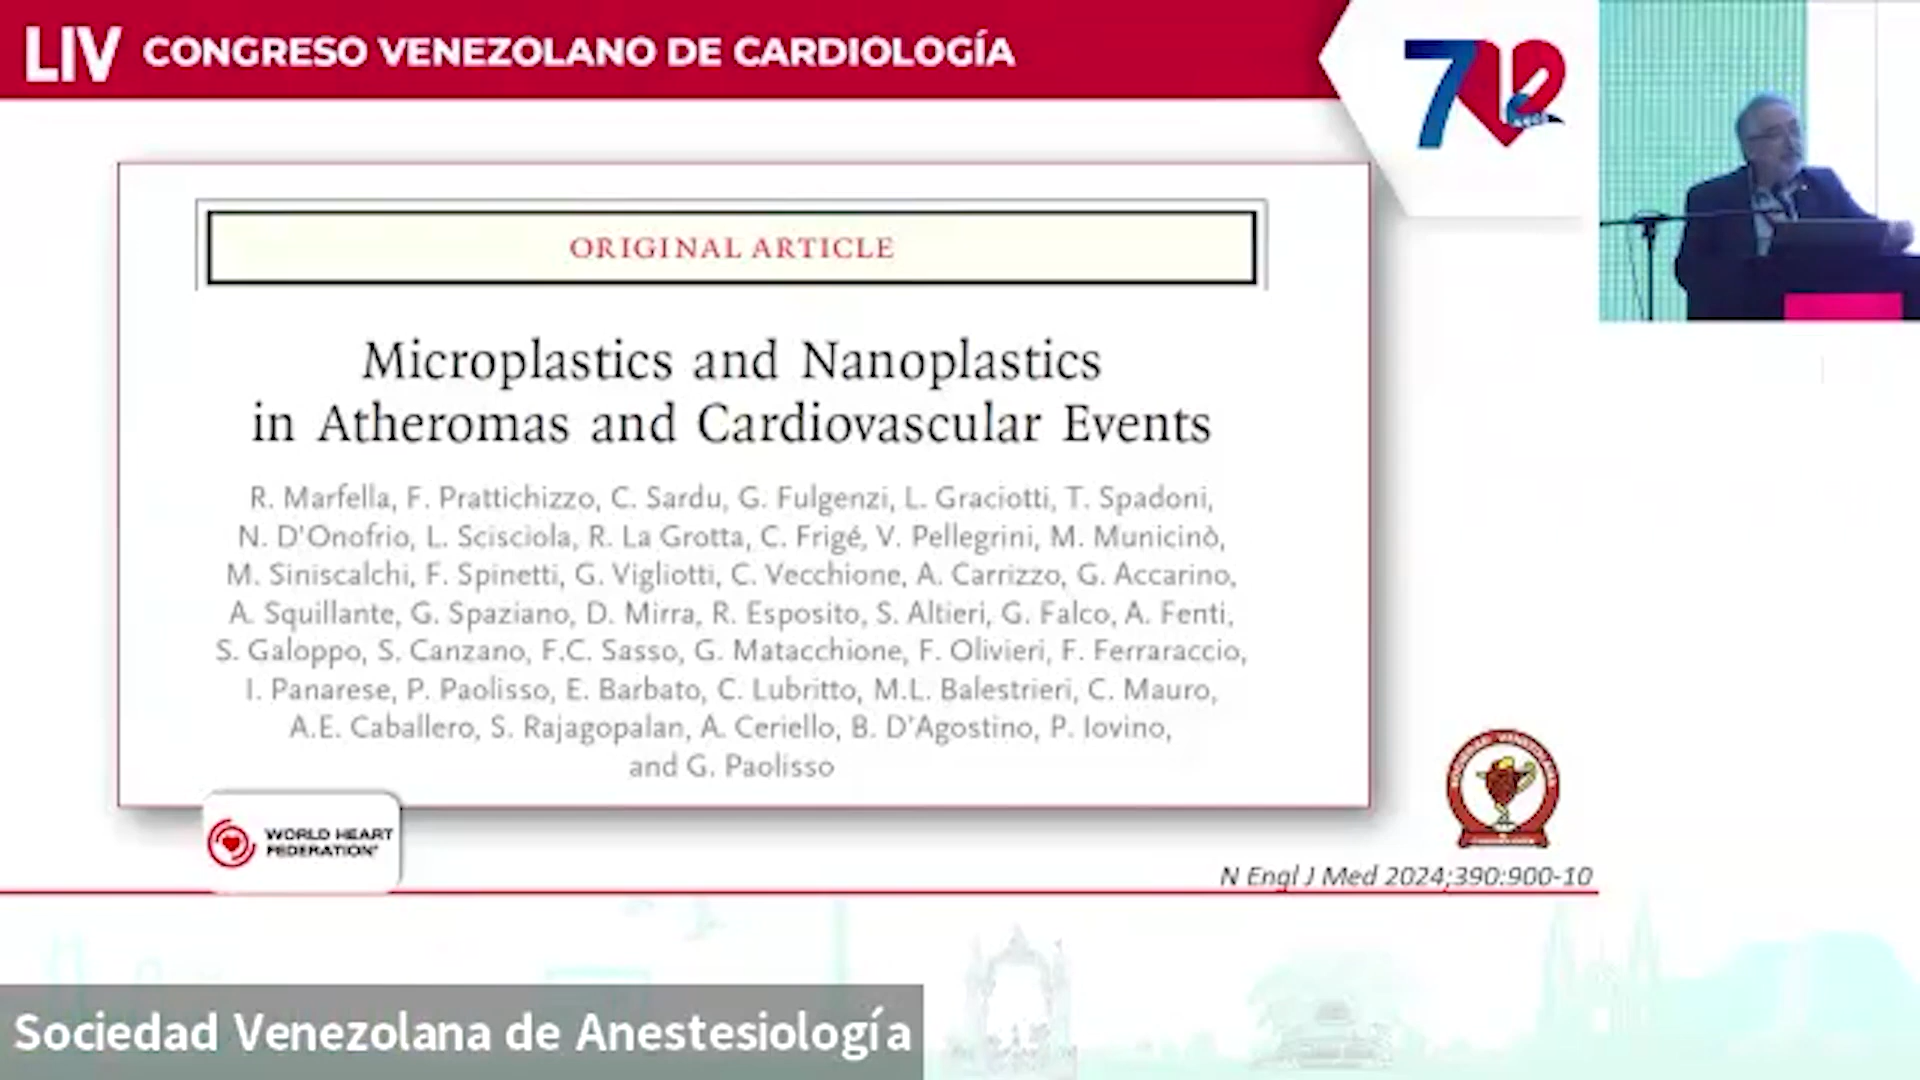 LIV CONGRESO VENEZOLANO DE CARDIOLOGÍA
70
ORIGINAL ARTICLE
Microplastics and Nanoplastics
in Atheromas and Cardiovascular Events
R. Marfella, F. Prattichizzo, C. Sardu, G. Fulgenzi, L. Graciotti, T. Spadoni,
N. D'Onofrio, L. Scisciola, R. La Grotta, C. Frigé, V. Pellegrini, M. Municinò,
M. Siniscalchi, F. Spinetti, G. Vigliotti, C. Vecchione, A. Carrizzo, G. Accarino,
A. Squillante, G. Spaziano, D. Mirra, R. Esposito, S. Altieri, G. Falco, A. Fenti,
S. Galoppo, S. Canzano, F.C. Sasso, G. Matacchione, F. Olivieri, F. Ferraraccio,
I. Panarese, P. Paolisso, E. Barbato, C. Lubritto, M.L. Balestrieri, C. Mauro,
A.E. Caballero, S. Rajagopalan, A. Ceriello, B. D'Agostino, P. Iovino,
and G. Paolisso
WORLD HEART
FEDERATION
N Engl J Med 2024;390:900-10
Sociedad Venezolana de Anestesiología